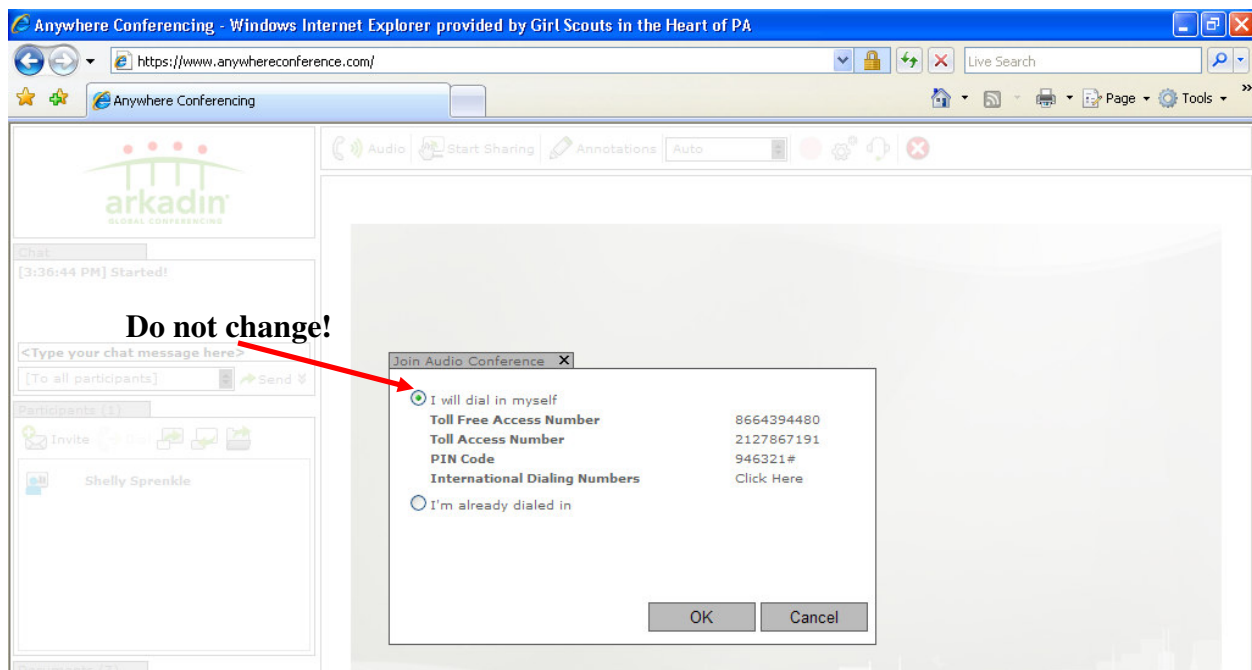 Anywhere Conferencing - Windows Internet Explorer provided by Girl Scouts in the Heart of PA
https://www.anywhereconference.com/
Live Search
Anywhere Conferencing
Page
Tools
»
arkadin
GLOBAL CONFERENCING
Audio
Start Sharing
Annotations
Auto
Chat
[3:36:44 PM] Started!
Do not change!
<Type your chat message here>
[To all participants]
Send
Participants (1)
Invite
Shelly Sprenkle
Join Audio Conference X
I will dial in myself
Toll Free Access Number 8664394480
Toll Access Number 2127867191
PIN Code 946321#
International Dialing Numbers Click Here
I'm already dialed in
OK Cancel